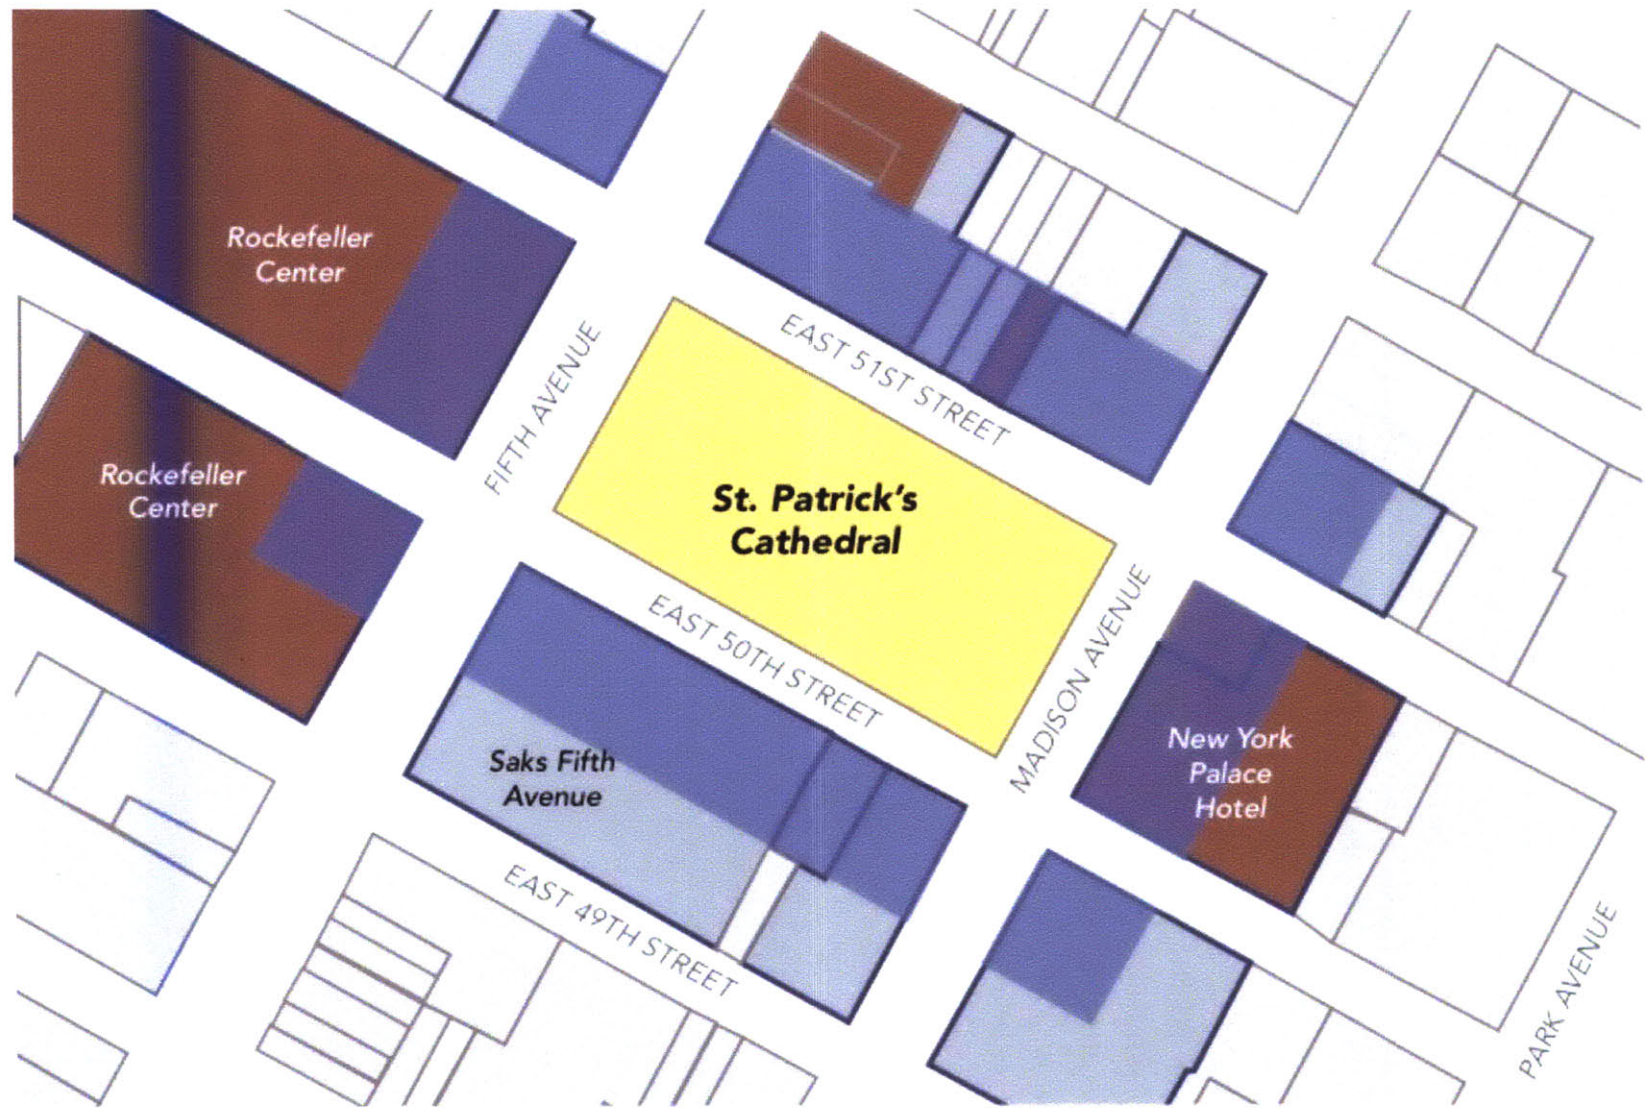 Rockefeller
Center
Rockefeller
Center
FIFTH AVENUE
EAST 51ST STREET
St. Patrick's
Cathedral
EAST 50TH STREET
MADISON AVENUE
Saks Fifth
Avenue
New York
Palace
Hotel
EAST 49TH STREET
PARK AVENUE